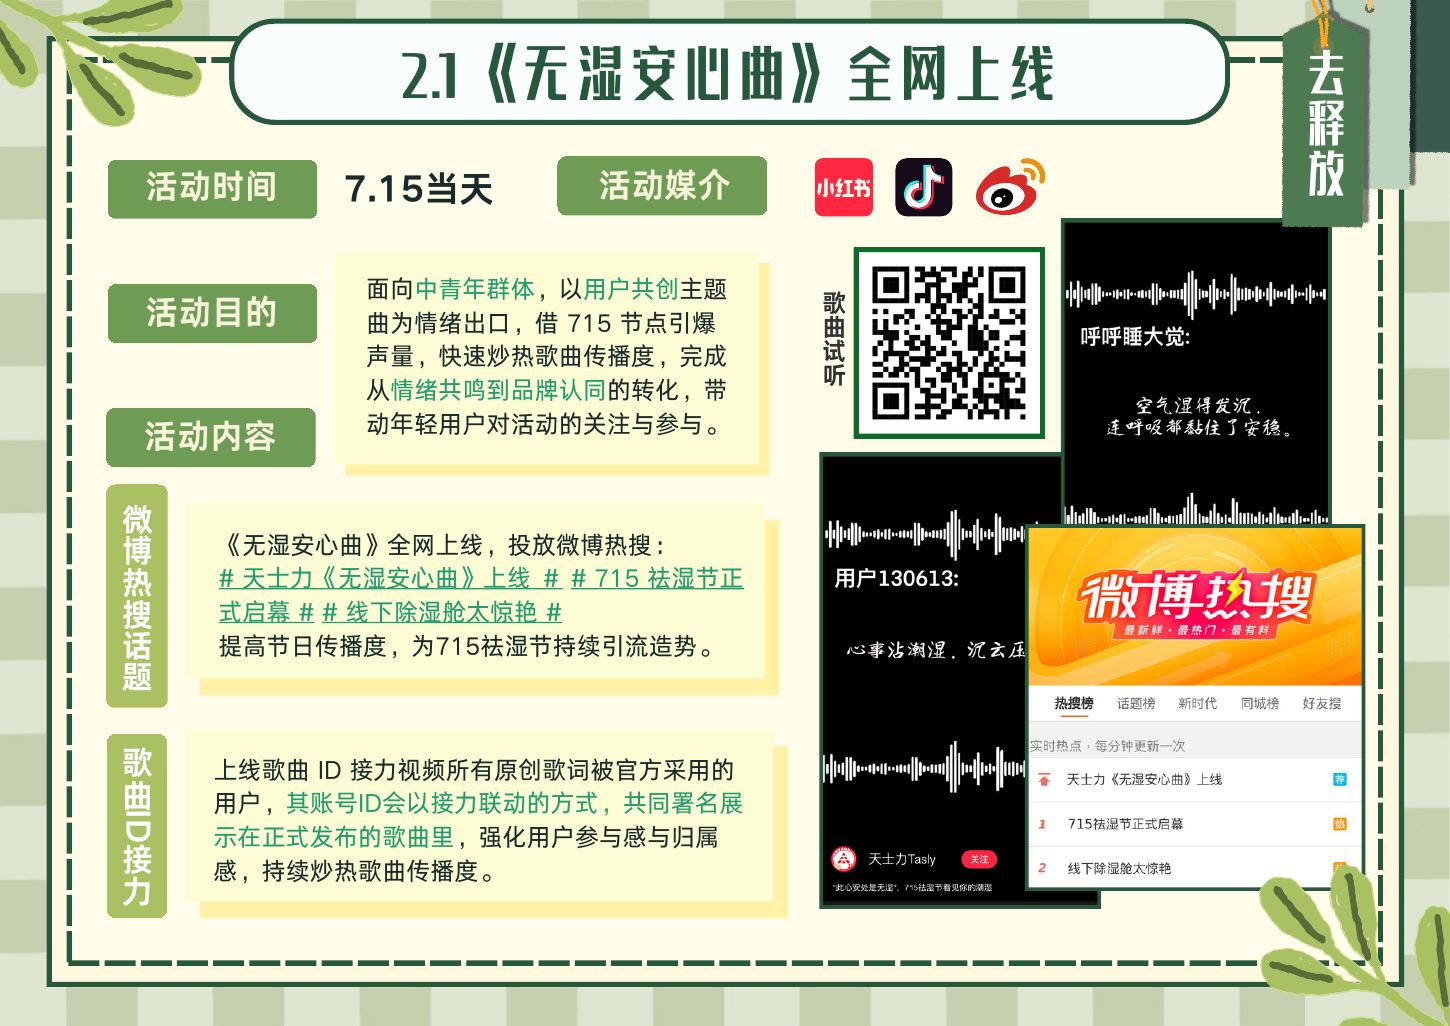 2.1《无湿安心曲》全网上线
去释放
活动时间
7.15当天
活动媒介
小红书
活动目的
面向中青年群体，以用户共创主题
曲为情绪出口，借 715 节点引爆
声量，快速炒热歌曲传播度，完成
从情绪共鸣到品牌认同的转化，带
动年轻用户对活动的关注与参与。
活动内容
微博热搜话题
《无湿安心曲》全网上线，投放微博热搜：
# 天士力《无湿安心曲》上线 # # 715 祛湿节正
式启幕 # # 线下除湿舱太惊艳 #
提高节日传播度，为715祛湿节持续引流造势。
歌曲ID接力
上线歌曲 ID 接力视频所有原创歌词被官方采用的
用户，其账号ID会以接力联动的方式，共同署名展
示在正式发布的歌曲里，强化用户参与感与归属
感，持续炒热歌曲传播度。
歌曲试听
呼呼睡大觉:
空气湿得发沉，
连呼吸都黏住了安稳。
用户130613:
心事沾潮湿，沉云压
天士力Tasly
关注
"此心安处是无湿"，715祛湿节看见你的潮湿
微博热搜
最新鲜·最热门·最有料
热搜榜 话题榜 新时代 同城榜 好友搜
实时热点，每分钟更新一次
天士力《无湿安心曲》上线 荐
1 715祛湿节正式启幕 热
2 线下除湿舱太惊艳